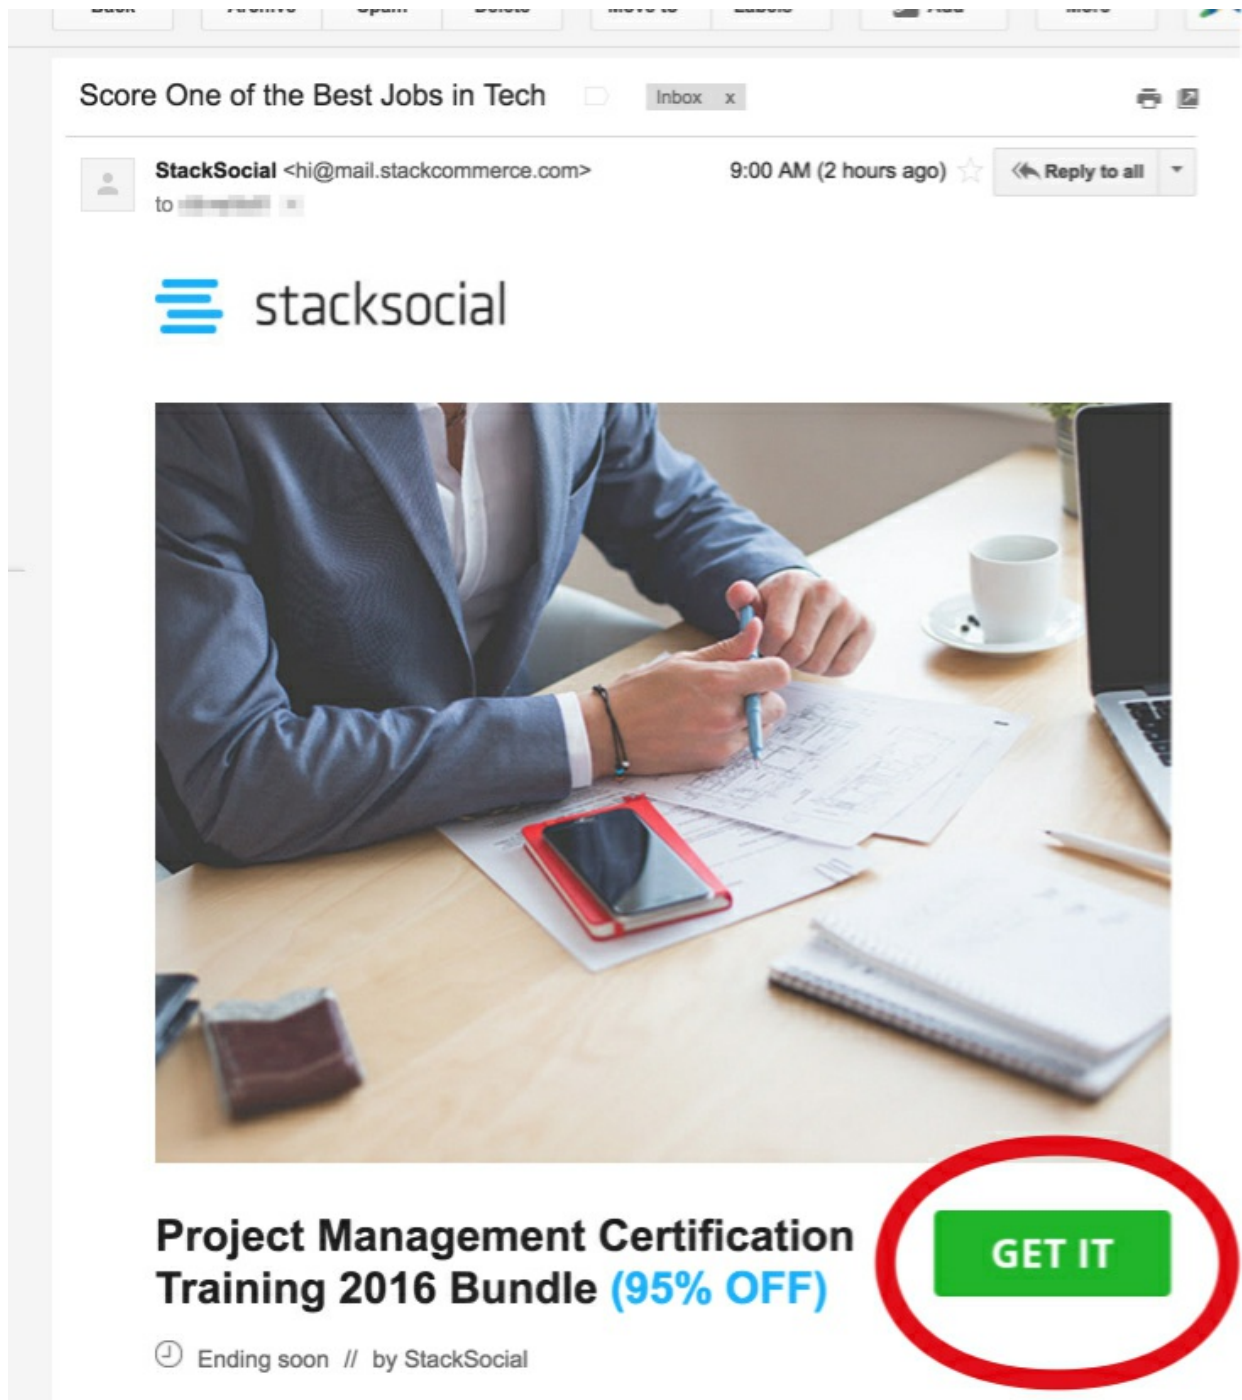 Score One of the Best Jobs in Tech Inbox x
StackSocial <hi@mail.stackcommerce.com> 9:00 AM (2 hours ago) Reply to all
to
stacksocial
Project Management Certification
Training 2016 Bundle (95% OFF)
GET IT
Ending soon // by StackSocial